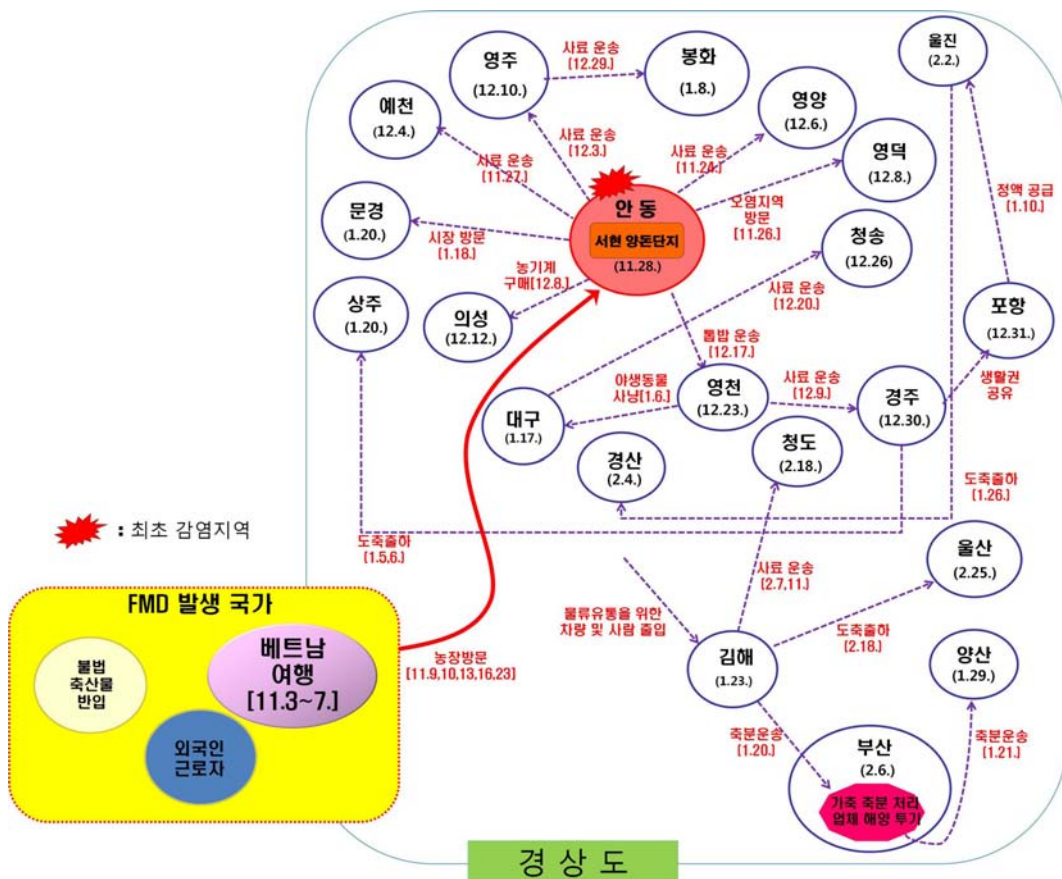 울진
(2.2.)
영주
(12.10.)
사료 운송
[12.29.]
봉화
(1.8.)
예천
(12.4.)
사료 운송
[12.3.]
영양
(12.6.)
사료 운송
[11.24.]
영덕
(12.8.)
사료 운송
[11.27.]
안 동
서현 양돈단지
(11.28.)
오염지역
방문
[11.26.]
정액 공급
[1.10.]
문경
(1.20.)
시장 방문
[1.18.]
청송
(12.26)
농기계
구매[12.8.]
사료 운송
[12.20.]
상주
(1.20.)
의성
(12.12.)
포항
(12.31.)
톱밥 운송
[12.17.]
야생동물
사냥[1.6.]
영천
(12.23.)
사료 운송
[12.9.]
경주
(12.30.)
생활권
공유
대구
(1.17.)
청도
(2.18.)
경산
(2.4.)
도축출하
[1.26.]
: 최초 감염지역
도축출하
[1.5,6.]
울산
(2.25.)
사료 운송
[2.7,11.]
FMD 발생 국가
물류유통을 위한
차량 및 사람 출입
도축출하
[2.18.]
베트남
여행
[11.3~7.]
불법
축산물
반입
농장방문
[11.9,10,13,16,23]
김해
(1.23.)
양산
(1.29.)
외국인
근로자
축분운송
[1.20.]
부산
(2.6.)
축분운송
[1.21.]
가축 축분 처리
업체 해양 투기
경 상 도